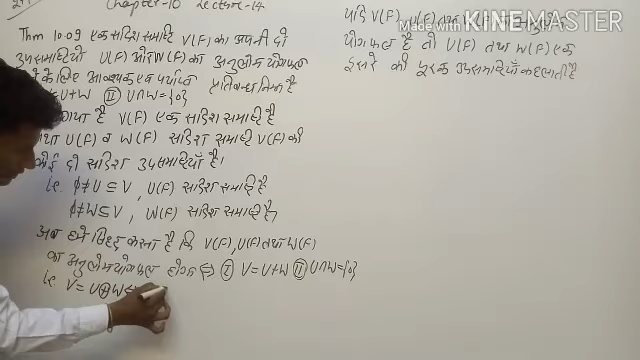 Chapter-10 Lecture-14
Thm 10.09 एक सदिश समष्टि V(F) का अपनी दो
उपसमष्टियों U(F) और W(F) का अनुलोम योगफल
होने के लिए आवश्यक एवं पर्याप्त प्रतिबन्ध निम्न है
U+W Ⅱ U∩W={0}
है V(F) एक सदिश समष्टि है
तथा U(F) व W(F) सदिश समष्टि V(F) की
कोई दो सदिश उपसमष्टियाँ है।
i.e. ϕ≠U⊆V, U(F) सदिश समष्टि है
ϕ≠W⊆V, W(F) सदिश समष्टि है,
अब हमें सिद्ध करना है कि V(F), U(F) तथा W(F)
का अनुलोम योगफल होगा ⇔ Ⅰ V=U+W Ⅱ U∩W={0}
i.e V=U⊕W⇔
यदि V(F), U(F)
योगफल है तो U(F) तथा W(F) एक
दूसरे की पूरक उपसमष्टियाँ कहलाती है
Made with KINEMASTER